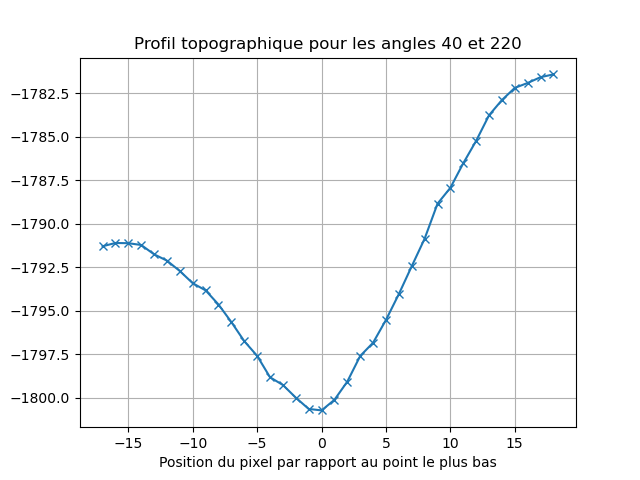 Profil topographique pour les angles 40 et 220
−1782.5
−1785.0
−1787.5
−1790.0
−1792.5
−1795.0
−1797.5
−1800.0
−15 −10 −5 0 5 10 15
Position du pixel par rapport au point le plus bas